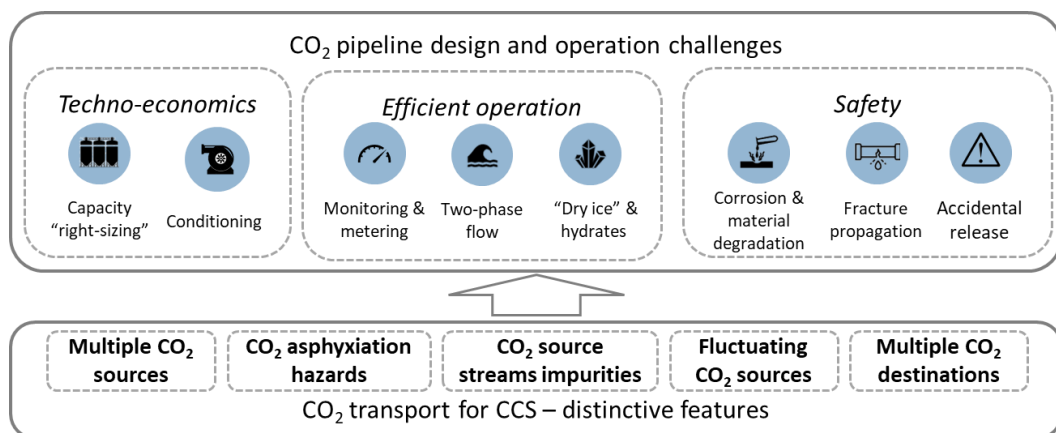 CO₂ pipeline design and operation challenges
Techno-economics
Capacity
“right-sizing”
Conditioning
Efficient operation
Monitoring &
metering
Two-phase
flow
“Dry ice” &
hydrates
Safety
Corrosion &
material
degradation
Fracture
propagation
Accidental
release
Multiple CO₂
sources
CO₂ asphyxiation
hazards
CO₂ source
streams impurities
Fluctuating
CO₂ sources
Multiple CO₂
destinations
CO₂ transport for CCS – distinctive features